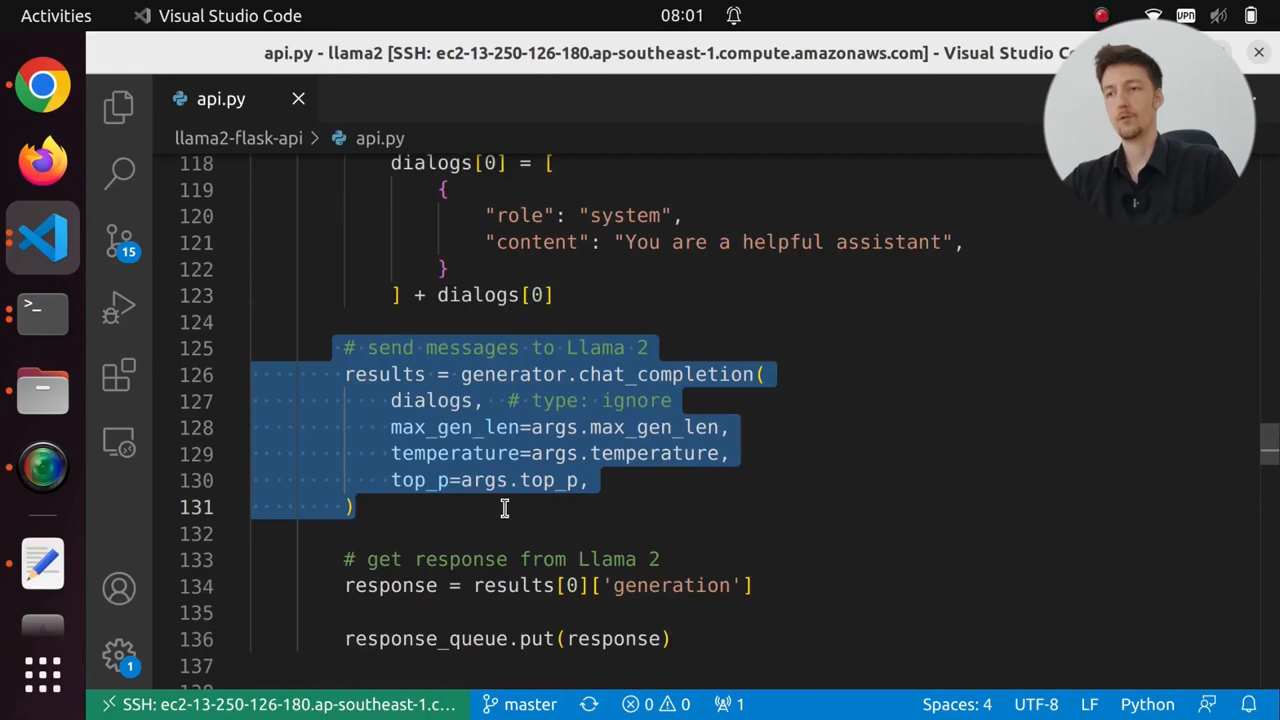 Activities
Visual Studio Code
08:01
VPN
api.py - llama2 [SSH: ec2-13-250-126-180.ap-southeast-1.compute.amazonaws.com] - Visual Studio
api.py
llama2-flask-api > api.py
118 dialogs[0] = [
119 {
120 "role": "system",
121 "content": "You are a helpful assistant",
122 }
123 ] + dialogs[0]
124
125 # send messages to Llama 2
126 results = generator.chat_completion(
127 dialogs, # type: ignore
128 max_gen_len=args.max_gen_len,
129 temperature=args.temperature,
130 top_p=args.top_p,
131 )
132
133 # get response from Llama 2
134 response = results[0]['generation']
135
136 response_queue.put(response)
137
15
1
SSH: ec2-13-250-126-180.ap-southeast-1.c...
master
0 0
1
Spaces: 4
UTF-8
LF
Python